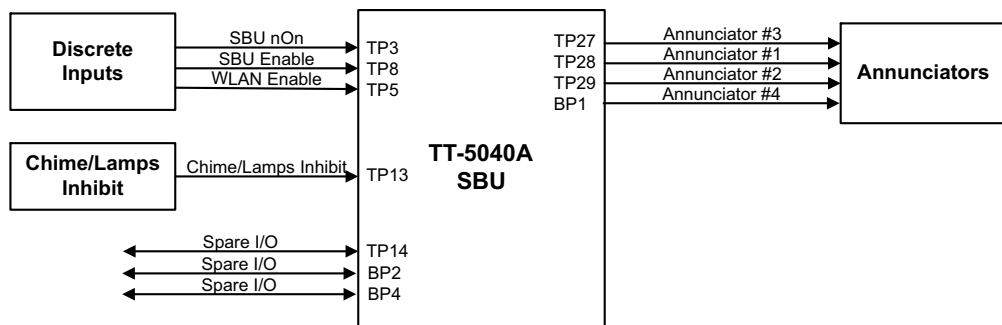 Discrete
Inputs
SBU nOn
SBU Enable
WLAN Enable
TP3
TP8
TP5
Chime/Lamps
Inhibit
Chime/Lamps Inhibit
TP13
Spare I/O
Spare I/O
Spare I/O
TP14
BP2
BP4
TT-5040A
SBU
TP27
TP28
TP29
BP1
Annunciator #3
Annunciator #1
Annunciator #2
Annunciator #4
Annunciators